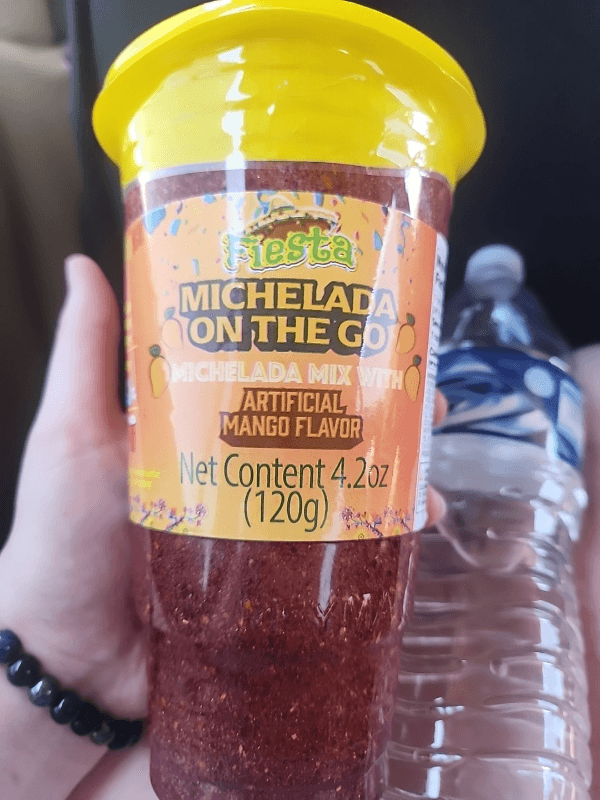 Fiesta
MICHELADA
ON THE GO
MICHELADA MIX WITH
ARTIFICIAL
MANGO FLAVOR
Net Content 4.2oz
(120g)